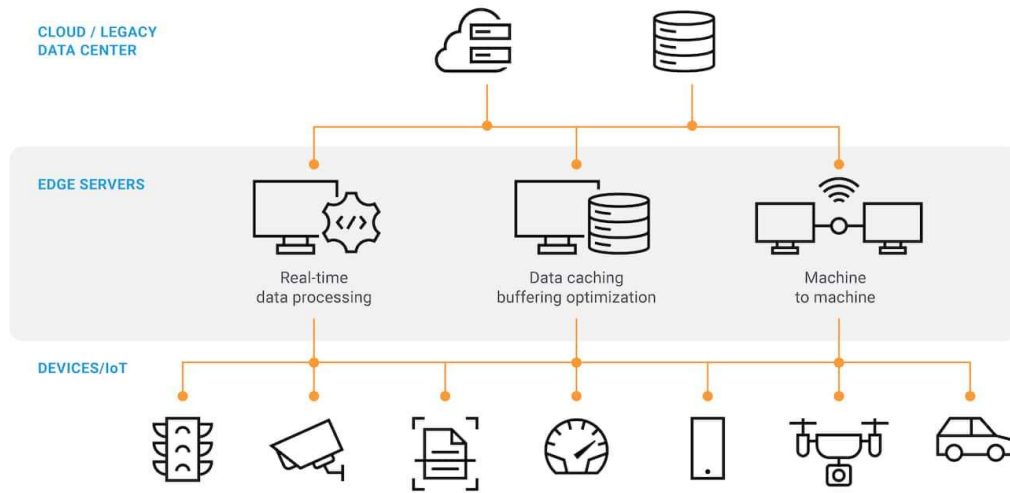 CLOUD / LEGACY
DATA CENTER
EDGE SERVERS
</>
Real-time
data processing
Data caching
buffering optimization
Machine
to machine
DEVICES/IoT